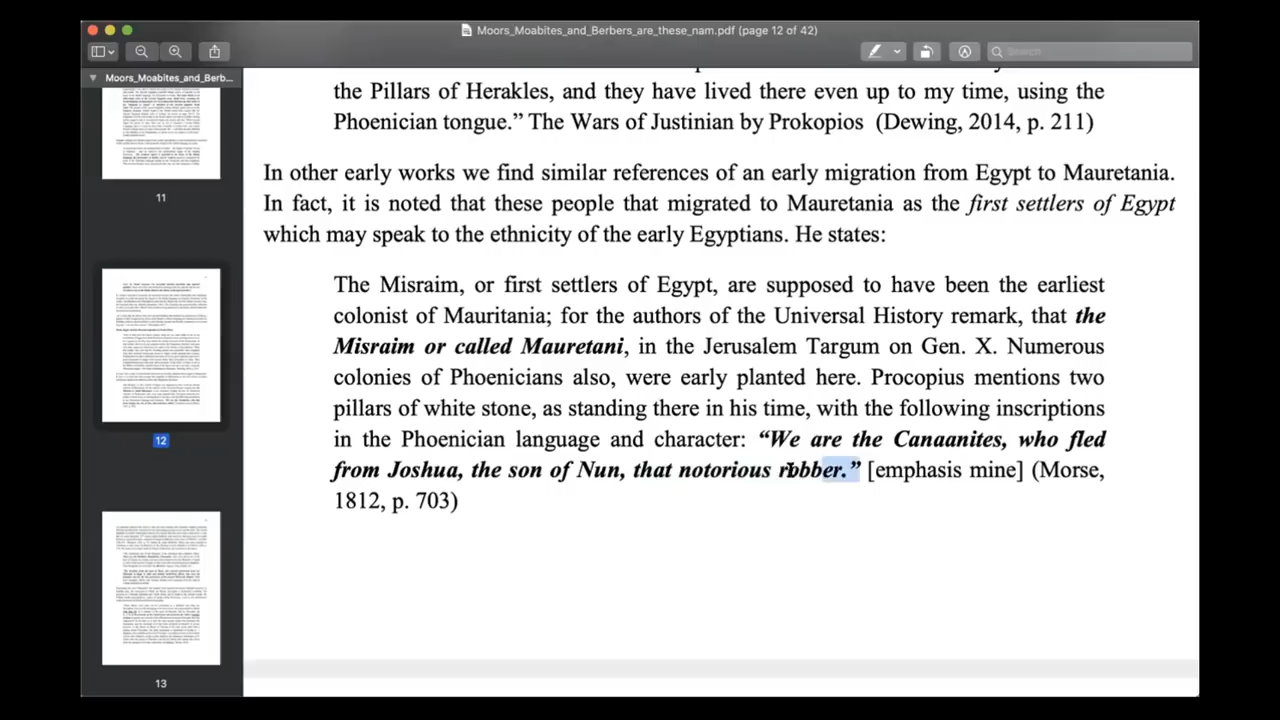 Moors_Moabites_and_Berbers_are_these_nam.pdf (page 12 of 42)
Search
Moors_Moabites_and_Berb...
11
12
13
the Pillars of Herakles, and they have lived there even up to my time, using the
Phoenician tongue.” The Wars of Justinian by Prokopios (Dewing, 2014, p. 211)
In other early works we find similar references of an early migration from Egypt to Mauretania.
In fact, it is noted that these people that migrated to Mauretania as the first settlers of Egypt
which may speak to the ethnicity of the early Egyptians. He states:
The Misraim, or first settlers of Egypt, are supposed to have been the earliest
colonist of Mauritania; for the authors of the Universal History remark, that the
Misraim are called in the Jerusalem Targum on Gen. X. Numerous
colonies of Phoenicians also, were early planted here. Procopius mentions two
pillars of white stone, as standing there in his time, with the following inscriptions
in the Phoenician language and character: “We are the Canaanites, who fled
from Joshua, the son of Nun, that notorious robber.” [emphasis mine] (Morse,
1812, p. 703)